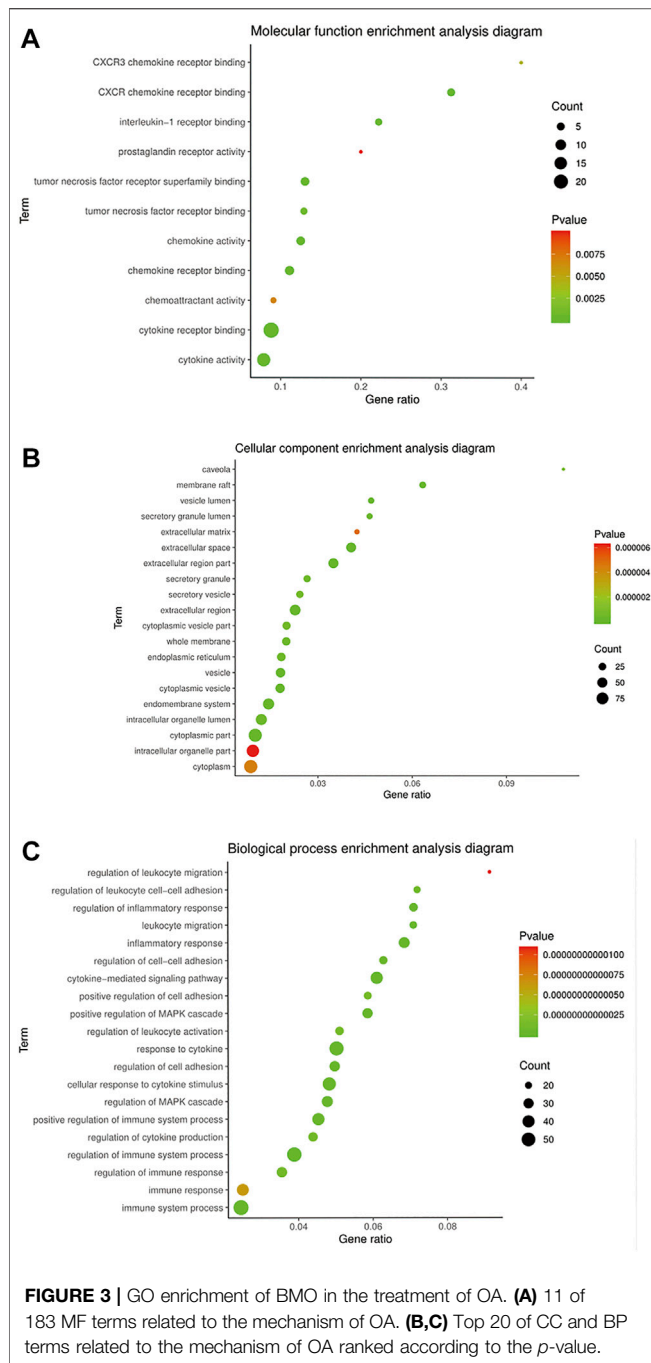 A
Molecular function enrichment analysis diagram
Term
CXCR3 chemokine receptor binding
CXCR chemokine receptor binding
interleukin−1 receptor binding
prostaglandin receptor activity
tumor necrosis factor receptor superfamily binding
tumor necrosis factor receptor binding
chemokine activity
chemokine receptor binding
chemoattractant activity
cytokine receptor binding
cytokine activity
0.1 0.2 0.3 0.4
Gene ratio
Count
5
10
15
20
Pvalue
0.0075
0.0050
0.0025
B
Cellular component enrichment analysis diagram
Term
caveola
membrane raft
vesicle lumen
secretory granule lumen
extracellular matrix
extracellular space
extracellular region part
secretory granule
secretory vesicle
extracellular region
cytoplasmic vesicle part
whole membrane
endoplasmic reticulum
vesicle
cytoplasmic vesicle
endomembrane system
intracellular organelle lumen
cytoplasmic part
intracellular organelle part
cytoplasm
0.03 0.06 0.09
Gene ratio
Pvalue
0.000006
0.000004
0.000002
Count
25
50
75
C
Biological process enrichment analysis diagram
Term
regulation of leukocyte migration
regulation of leukocyte cell−cell adhesion
regulation of inflammatory response
leukocyte migration
inflammatory response
regulation of cell−cell adhesion
cytokine−mediated signaling pathway
positive regulation of cell adhesion
positive regulation of MAPK cascade
regulation of leukocyte activation
response to cytokine
regulation of cell adhesion
cellular response to cytokine stimulus
regulation of MAPK cascade
positive regulation of immune system process
regulation of cytokine production
regulation of immune system process
regulation of immune response
immune response
immune system process
0.04 0.06 0.08
Gene ratio
Pvalue
0.00000000000100
0.00000000000075
0.00000000000050
0.00000000000025
Count
20
30
40
50
FIGURE 3 | GO enrichment of BMO in the treatment of OA. (A) 11 of
183 MF terms related to the mechanism of OA. (B,C) Top 20 of CC and BP
terms related to the mechanism of OA ranked according to the p-value.